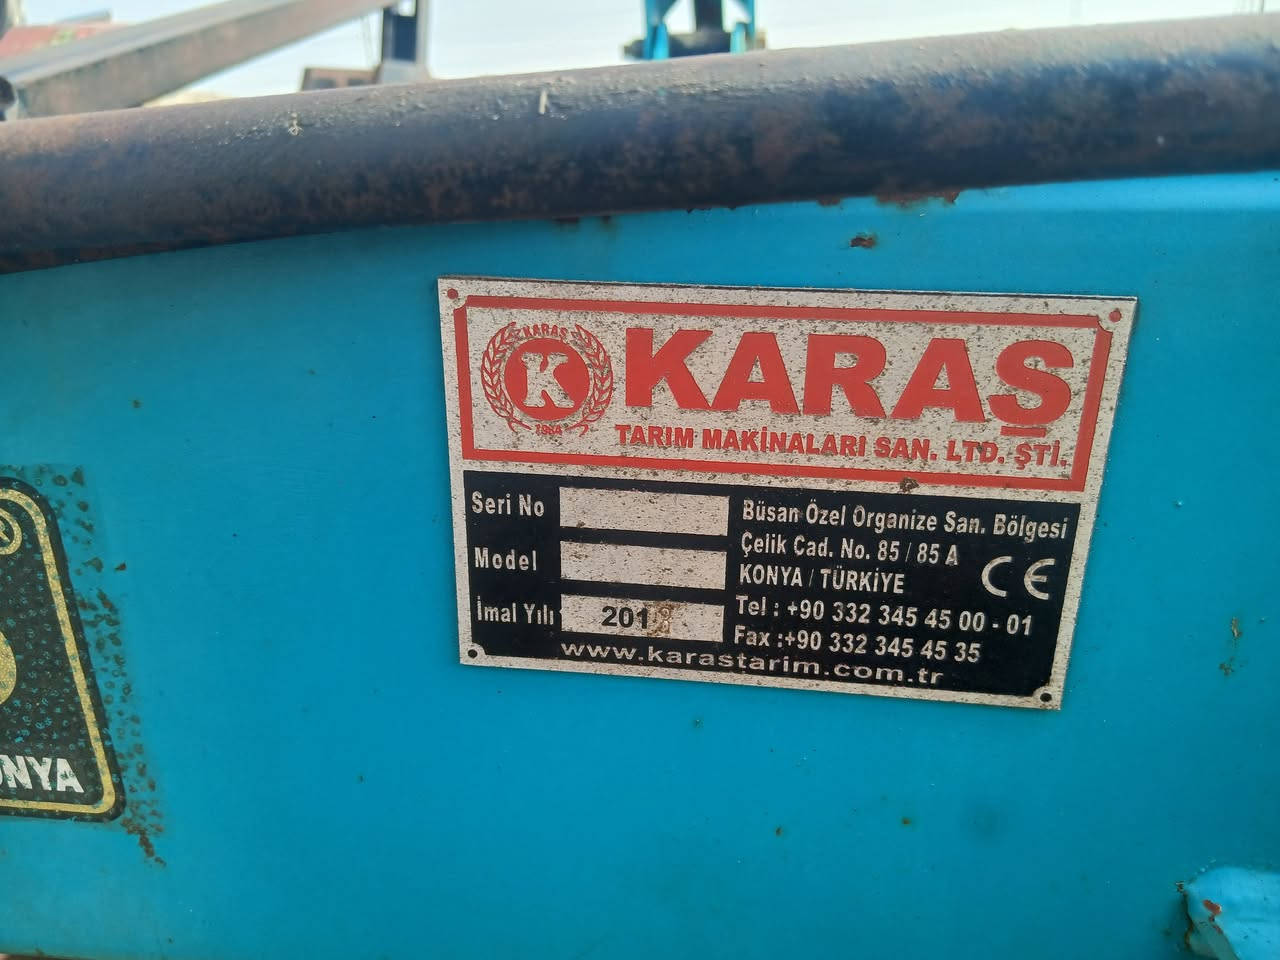 KARAŞ
K
1984
KARAŞ
TARIM MAKİNALARI SAN. LTD. ŞTİ.
Seri No
Model
İmal Yılı 2018
Büsan Özel Organize San. Bölgesi
Çelik Cad. No. 85 / 85 A
KONYA / TÜRKİYE
CE
Tel : +90 332 345 45 00 - 01
Fax :+90 332 345 45 35
www.karastarim.com.tr